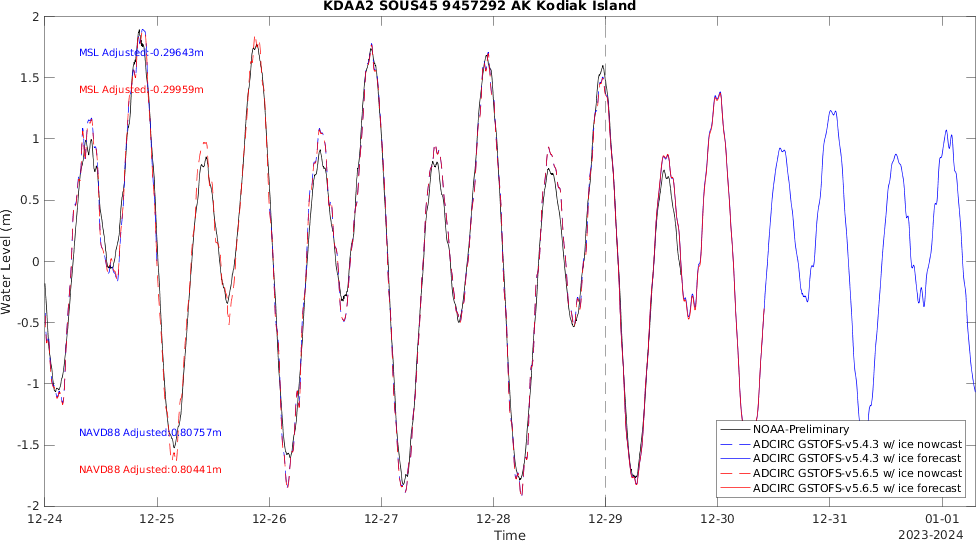 KDAA2 SOUS45 9457292 AK Kodiak Island
2
1.5
1
0.5
0
-0.5
-1
-1.5
-2
Water Level (m)
MSL Adjusted:-0.29643m
MSL Adjusted:-0.29959m
NAVD88 Adjusted:0.80757m
NAVD88 Adjusted:0.80441m
NOAA-Preliminary
ADCIRC GSTOFS-v5.4.3 w/ ice nowcast
ADCIRC GSTOFS-v5.4.3 w/ ice forecast
ADCIRC GSTOFS-v5.6.5 w/ ice nowcast
ADCIRC GSTOFS-v5.6.5 w/ ice forecast
12-24 12-25 12-26 12-27 12-28 12-29 12-30 12-31 01-01
Time
2023-2024